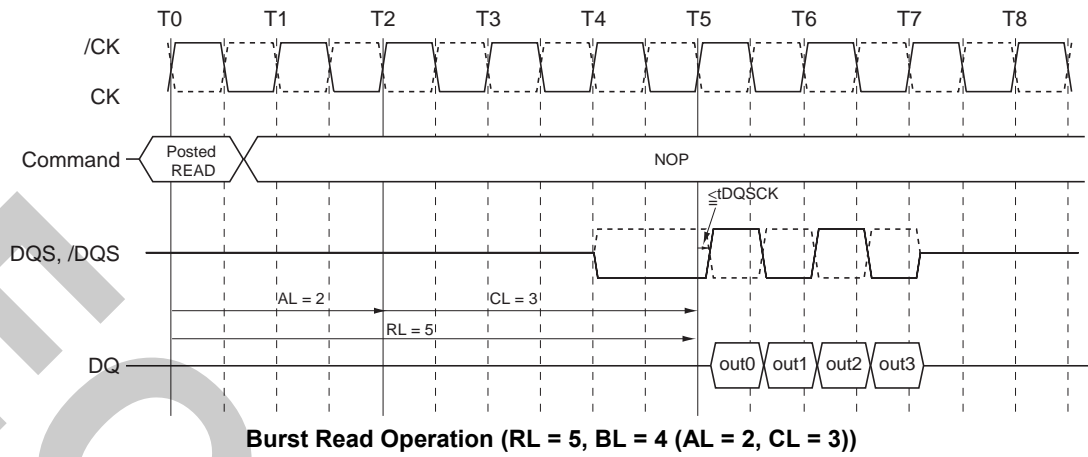 T0 T1 T2 T3 T4 T5 T6 T7 T8
/CK
CK
Command
Posted
READ
NOP
≤tDQSCK
=
DQS, /DQS
AL = 2
CL = 3
RL = 5
DQ
out0 out1 out2 out3
Burst Read Operation (RL = 5, BL = 4 (AL = 2, CL = 3))